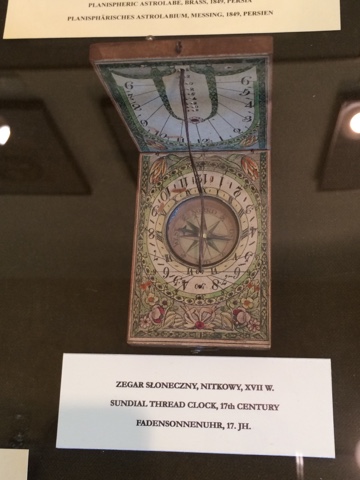 PLANISPHERIC ASTROLABE, BRASS, 1849, PERSIA
PLANISPHÄRISCHES ASTROLABIUM, MESSING, 1849, PERSIEN
ZEGAR SŁONECZNY, NITKOWY, XVII W.
SUNDIAL THREAD CLOCK, 17th CENTURY
FADENSONNENUHR, 17. JH.